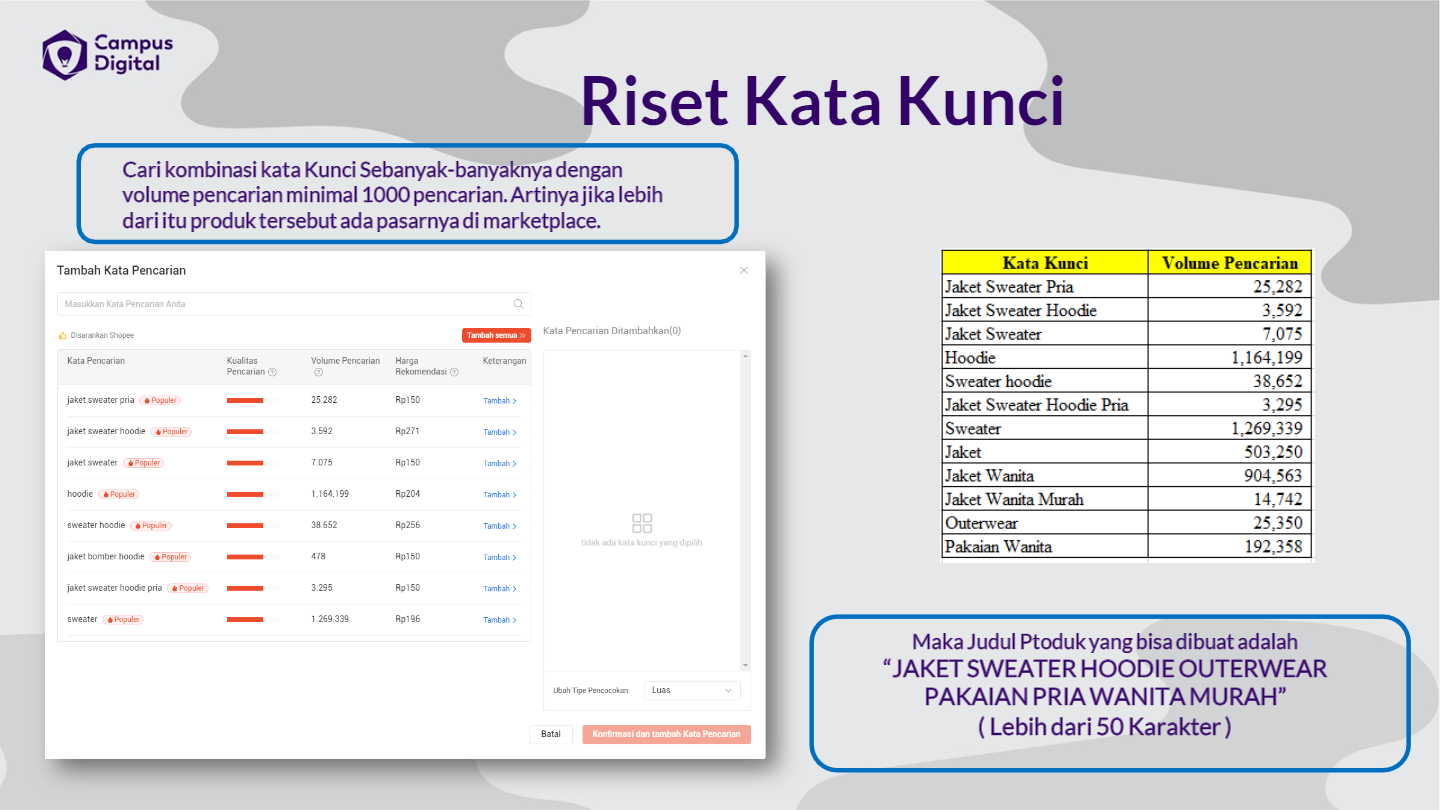 Campus
Digital
Riset Kata Kunci
Cari kombinasi kata Kunci Sebanyak-banyaknya dengan
volume pencarian minimal 1000 pencarian. Artinya jika lebih
dari itu produk tersebut ada pasarnya di marketplace.
Tambah Kata Pencarian
Masukkan Kata Pencarian Anda
Disarankan Shopee
Tambah semua
Kata Pencarian Kualitas Pencarian Volume Pencarian Harga Rekomendasi Keterangan
jaket sweater pria Populer 25.282 Rp150 Tambah >
jaket sweater hoodie Populer 3.592 Rp271 Tambah >
jaket sweater Populer 7.075 Rp150 Tambah >
hoodie Populer 1.164.199 Rp204 Tambah >
sweater hoodie Populer 38.652 Rp256 Tambah >
jaket bomber hoodie Populer 478 Rp150 Tambah >
jaket sweater hoodie pria Populer 3.295 Rp150 Tambah >
sweater Populer 1.269.339 Rp196 Tambah >
Kata Pencarian Ditambahkan(0)
tidak ada kata kunci yang dipilih
Ubah Tipe Pencocokan: Luas
Batal Konfirmasi dan tambah Kata Pencarian
Kata Kunci Volume Pencarian
Jaket Sweater Pria 25,282
Jaket Sweater Hoodie 3,592
Jaket Sweater 7,075
Hoodie 1,164,199
Sweater hoodie 38,652
Jaket Sweater Hoodie Pria 3,295
Sweater 1,269,339
Jaket 503,250
Jaket Wanita 904,563
Jaket Wanita Murah 14,742
Outerwear 25,350
Pakaian Wanita 192,358
Maka Judul Ptoduk yang bisa dibuat adalah
“JAKET SWEATER HOODIE OUTERWEAR
PAKAIAN PRIA WANITA MURAH”
( Lebih dari 50 Karakter )